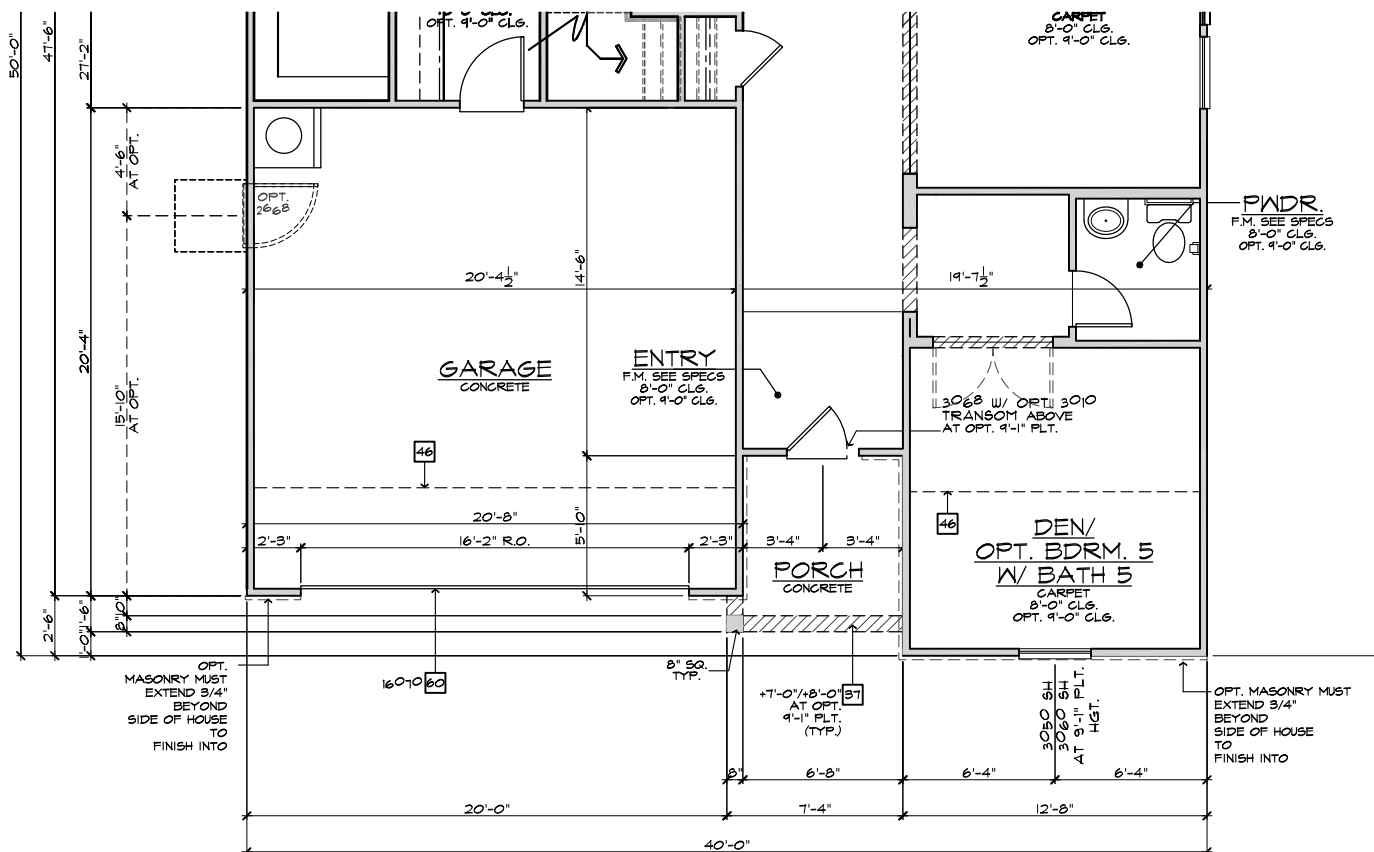 OPT. 9'-0" CLG.
CARPET
8'-0" CLG.
OPT. 9'-0" CLG.
50'-0"
47'-6"
27'-2"
4'-6"
AT OPT.
OPT.
2668
PWDR.
F.M. SEE SPECS
8'-0" CLG.
OPT. 9'-0" CLG.
20'-4 1/2"
14'-6"
19'-7 1/2"
20'-4"
15'-10"
AT OPT.
GARAGE
CONCRETE
ENTRY
F.M. SEE SPECS
8'-0" CLG.
OPT. 9'-0" CLG.
3068 W/ OPT. 3010
TRANSOM ABOVE
AT OPT. 9'-1" PLT.
46
46
20'-8"
2'-3"
16'-2" R.O.
2'-3"
5'-10"
3'-4"
3'-4"
DEN/
OPT. BDRM. 5
W/ BATH 5
CARPET
8'-0" CLG.
OPT. 9'-0" CLG.
PORCH
CONCRETE
2'-6"
1'-0"
1'-6"
8"
10"
OPT.
MASONRY MUST
EXTEND 3/4"
BEYOND
SIDE OF HOUSE
TO
FINISH INTO
16070
60
8" SQ.
TYP.
+7'-0"/+8'-0"
37
AT OPT.
9'-1" PLT.
(TYP.)
3050 SH
3060 SH
AT 9'-1" PLT.
HGT.
OPT. MASONRY MUST
EXTEND 3/4"
BEYOND
SIDE OF HOUSE
TO
FINISH INTO
8"
6'-8"
6'-4"
6'-4"
20'-0"
7'-4"
12'-8"
40'-0"